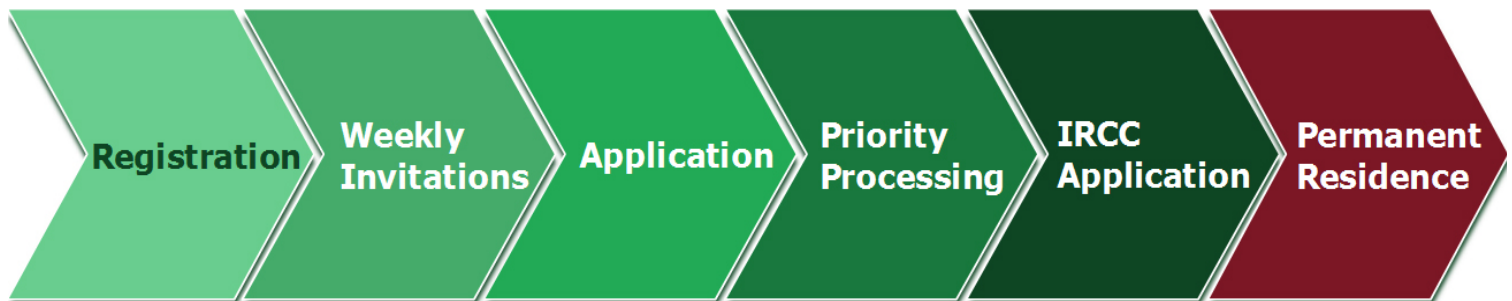 Registration
Weekly
Invitations
Application
Priority
Processing
IRCC
Application
Permanent
Residence